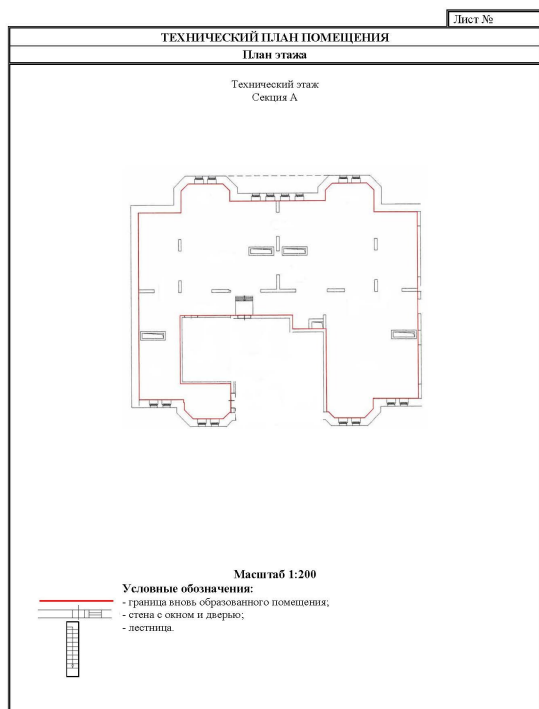 Лист №
ТЕХНИЧЕСКИЙ ПЛАН ПОМЕЩЕНИЯ
План этажа
Технический этаж
Секция А
Масштаб 1:200
Условные обозначения:
- граница вновь образованного помещения;
- стена с окном и дверью;
- лестница.